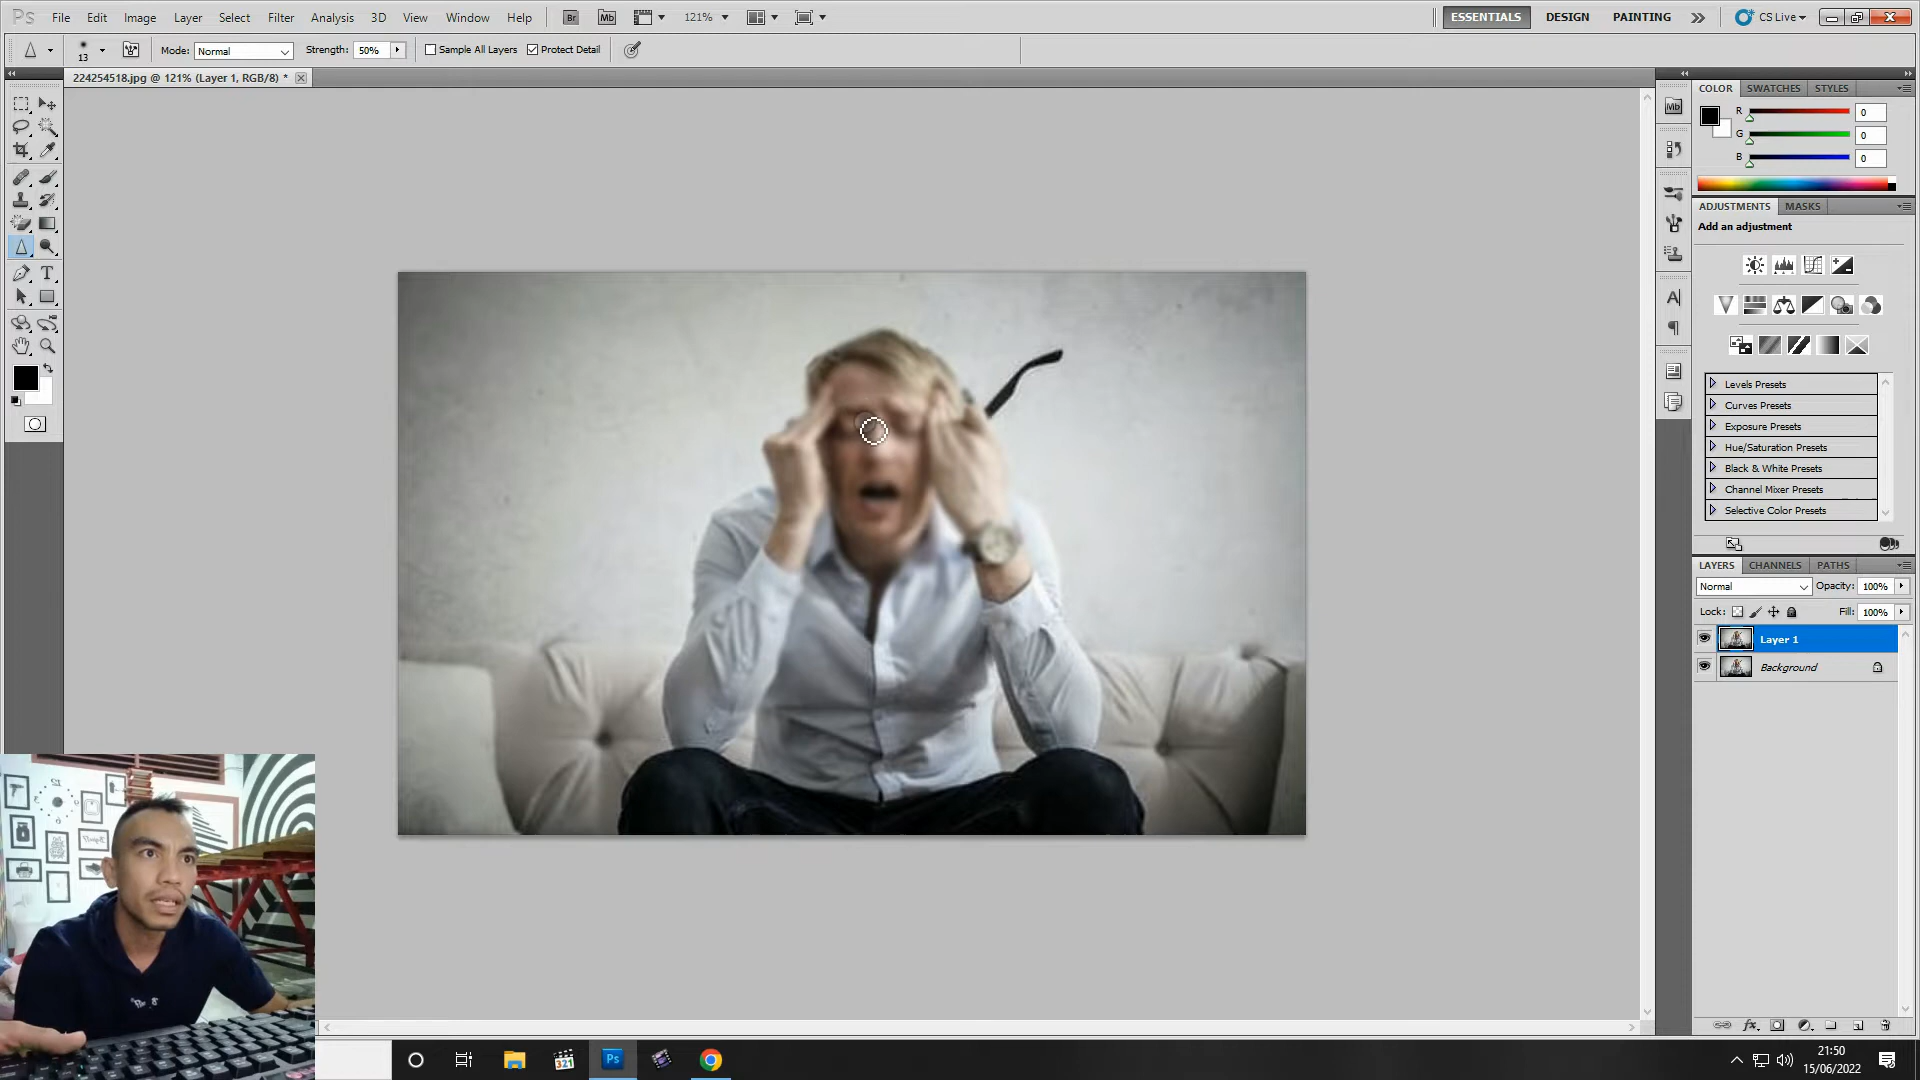 Ps File Edit Image Layer Select Filter Analysis 3D View Window Help Br Mb 121% ESSENTIALS DESIGN PAINTING CS Live
13 Mode: Normal Strength: 50% Sample All Layers Protect Detail
224254518.jpg @ 121% (Layer 1, RGB/8) *
COLOR SWATCHES STYLES
Mb
R 0
G 0
B 0
ADJUSTMENTS MASKS
Add an adjustment
Levels Presets
Curves Presets
Exposure Presets
Hue/Saturation Presets
Black & White Presets
Channel Mixer Presets
Selective Color Presets
LAYERS CHANNELS PATHS
Normal Opacity: 100%
Lock: Fill: 100%
Layer 1
Background
321 Ps
21:50
15/06/2022